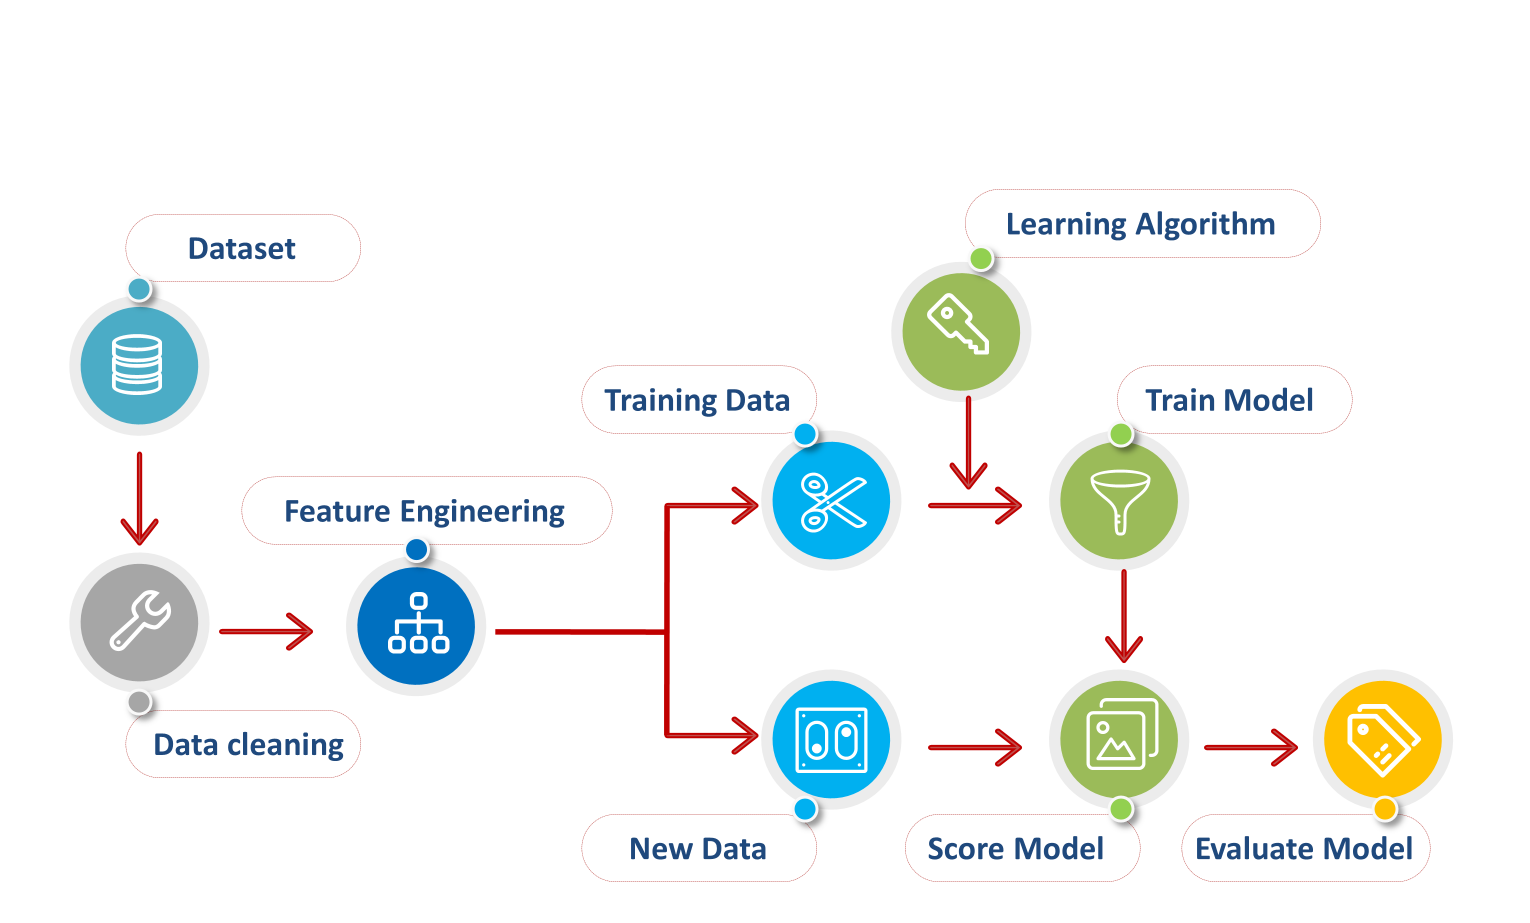 Learning Algorithm
Dataset
Training Data
Train Model
Feature Engineering
Data cleaning
New Data
Score Model
Evaluate Model